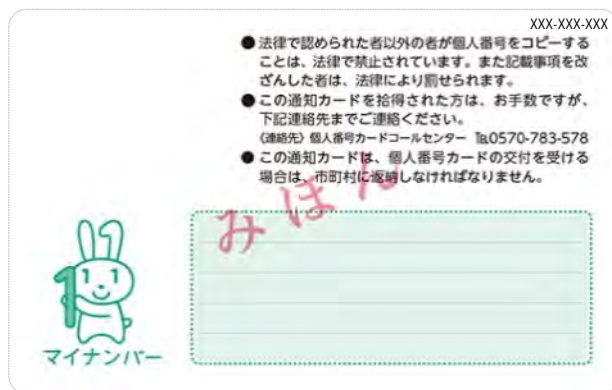 XXX-XXX-XXX
●法律で認められた者以外の者が個人番号をコピーする
ことは、法律で禁止されています。また記載事項を改
ざんした者は、法律により罰せられます。
●この通知カードを拾得された方は、お手数ですが、
下記連絡先までご連絡ください。
〈連絡先〉個人番号カードコールセンター ℡0570-783-578
●この通知カードは、個人番号カードの交付を受ける
場合は、市町村に返納しなければなりません。
みほん
1 1
1
マイナンバー